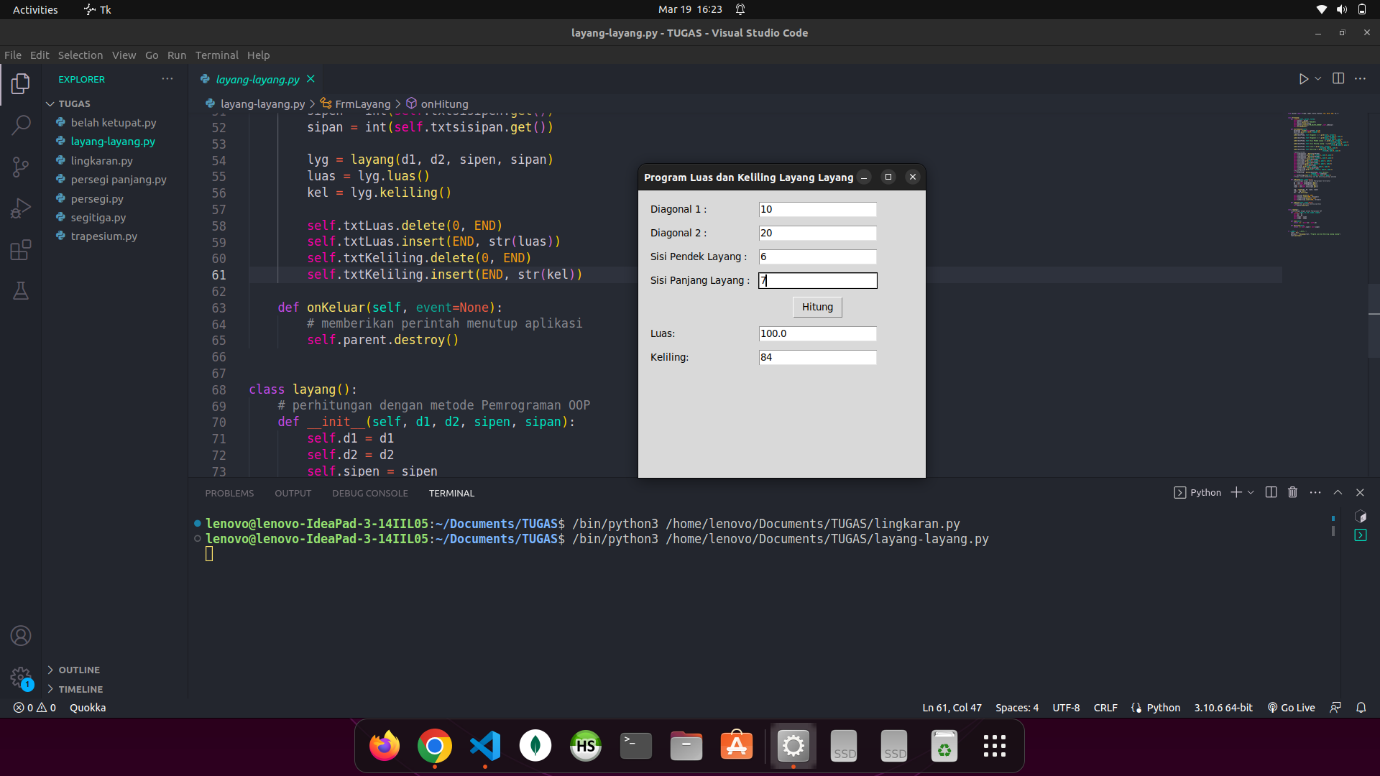 Activities
Tk
Mar 19 16:23
layang-layang.py - TUGAS - Visual Studio Code
File Edit Selection View Go Run Terminal Help
EXPLORER
TUGAS
belah ketupat.py
layang-layang.py
lingkaran.py
persegi panjang.py
persegi.py
segitiga.py
trapesium.py
OUTLINE
TIMELINE
layang-layang.py
layang-layang.py > FrmLayang > onHitung
51 sipen = int(self.txtsisipen.get())
52 sipan = int(self.txtsisipan.get())
53
54 lyg = layang(d1, d2, sipen, sipan)
55 luas = lyg.luas()
56 kel = lyg.keliling()
57
58 self.txtLuas.delete(0, END)
59 self.txtLuas.insert(END, str(luas))
60 self.txtKeliling.delete(0, END)
61 self.txtKeliling.insert(END, str(kel))
62
63 def onKeluar(self, event=None):
64 # memberikan perintah menutup aplikasi
65 self.parent.destroy()
66
67
68 class layang():
69 # perhitungan dengan metode Pemrograman OOP
70 def __init__(self, d1, d2, sipen, sipan):
71 self.d1 = d1
72 self.d2 = d2
73 self.sipen = sipen
Program Luas dan Keliling Layang Layang
Diagonal 1 : 10
Diagonal 2 : 20
Sisi Pendek Layang : 6
Sisi Panjang Layang : 7
Hitung
Luas: 100.0
Keliling: 84
PROBLEMS OUTPUT DEBUG CONSOLE TERMINAL
Python
lenovo@lenovo-IdeaPad-3-14IIL05:~/Documents/TUGAS$ /bin/python3 /home/lenovo/Documents/TUGAS/lingkaran.py
lenovo@lenovo-IdeaPad-3-14IIL05:~/Documents/TUGAS$ /bin/python3 /home/lenovo/Documents/TUGAS/layang-layang.py
1
0 0 Quokka
Ln 61, Col 47 Spaces: 4 UTF-8 CRLF Python 3.10.6 64-bit Go Live
HS
SSD
SSD